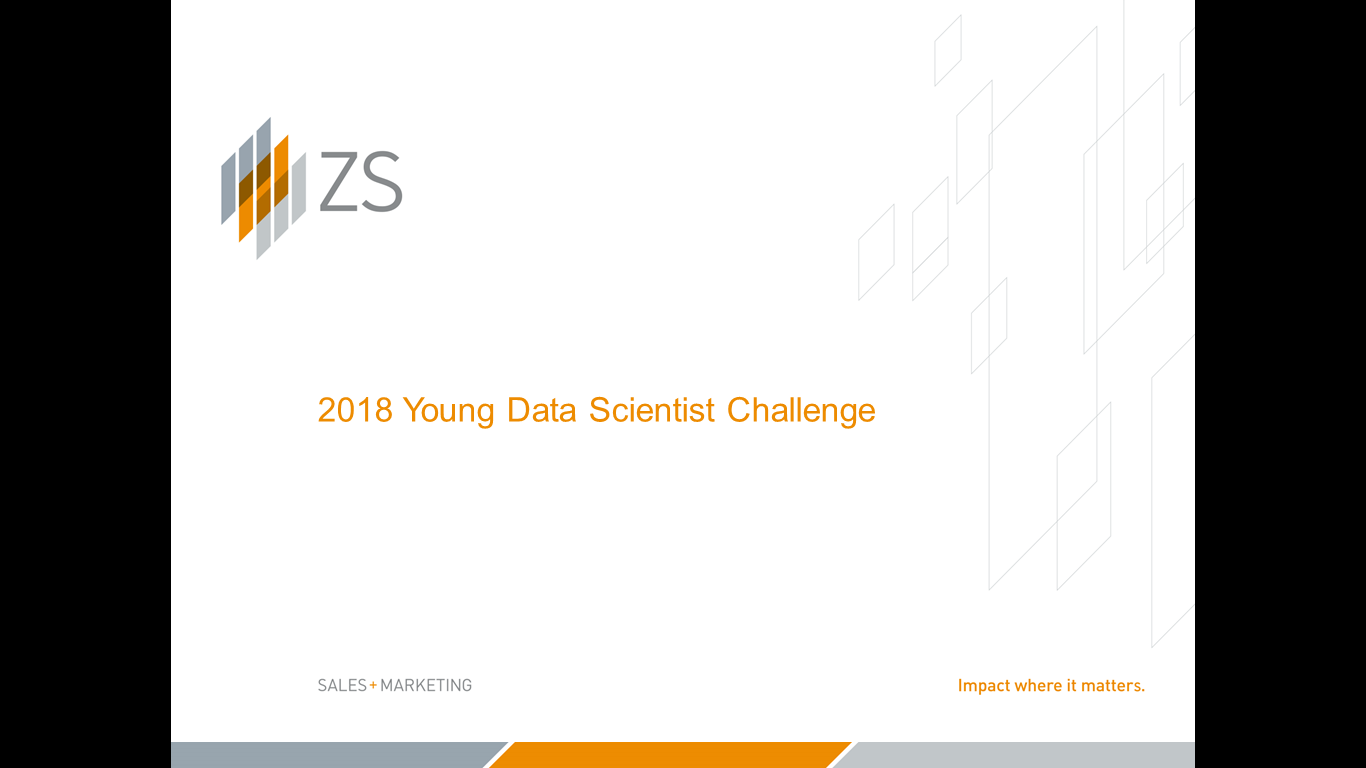 ZS
2018 Young Data Scientist Challenge
SALES+MARKETING
Impact where it matters.